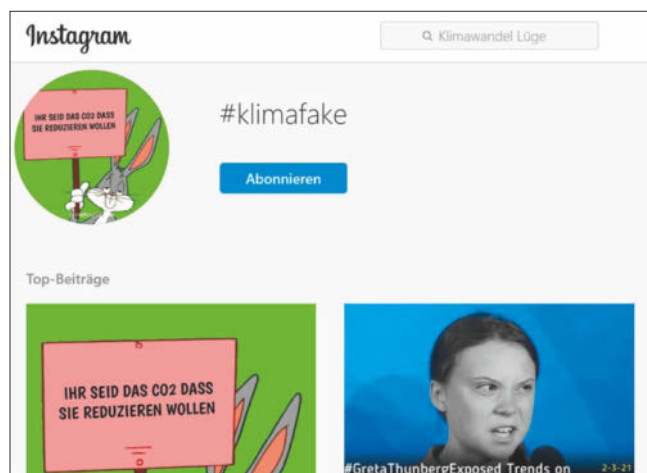 Instagram
Klimawandel Lüge
IHR SEID DAS CO2 DASS
SIE REDUZIEREN WOLLEN
#klimafake
Abonnieren
Top-Beiträge
IHR SEID DAS CO2 DASS
SIE REDUZIEREN WOLLEN
#GretaThunbergExposed Trends on
2-3-21